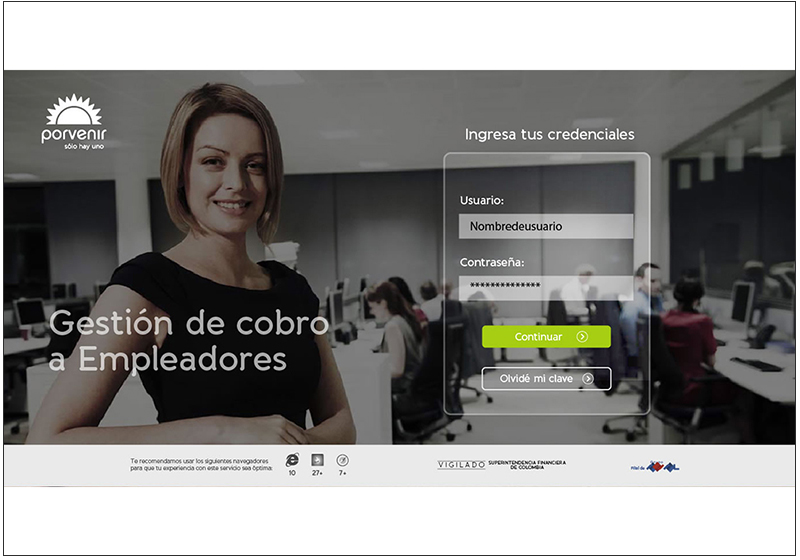 porvenir
sólo hay uno
Ingresa tus credenciales
Usuario:
Nombredeusuario
Contraseña:
**************
Continuar
Olvidé mi clave
Gestión de cobro
a Empleadores
Te recomendamos usar los siguientes navegadores
para que tu experiencia con este servicio sea óptima:
10
27+
7+
VIGILADO
SUPERINTENDENCIA FINANCIERA
DE COLOMBIA
Filial de